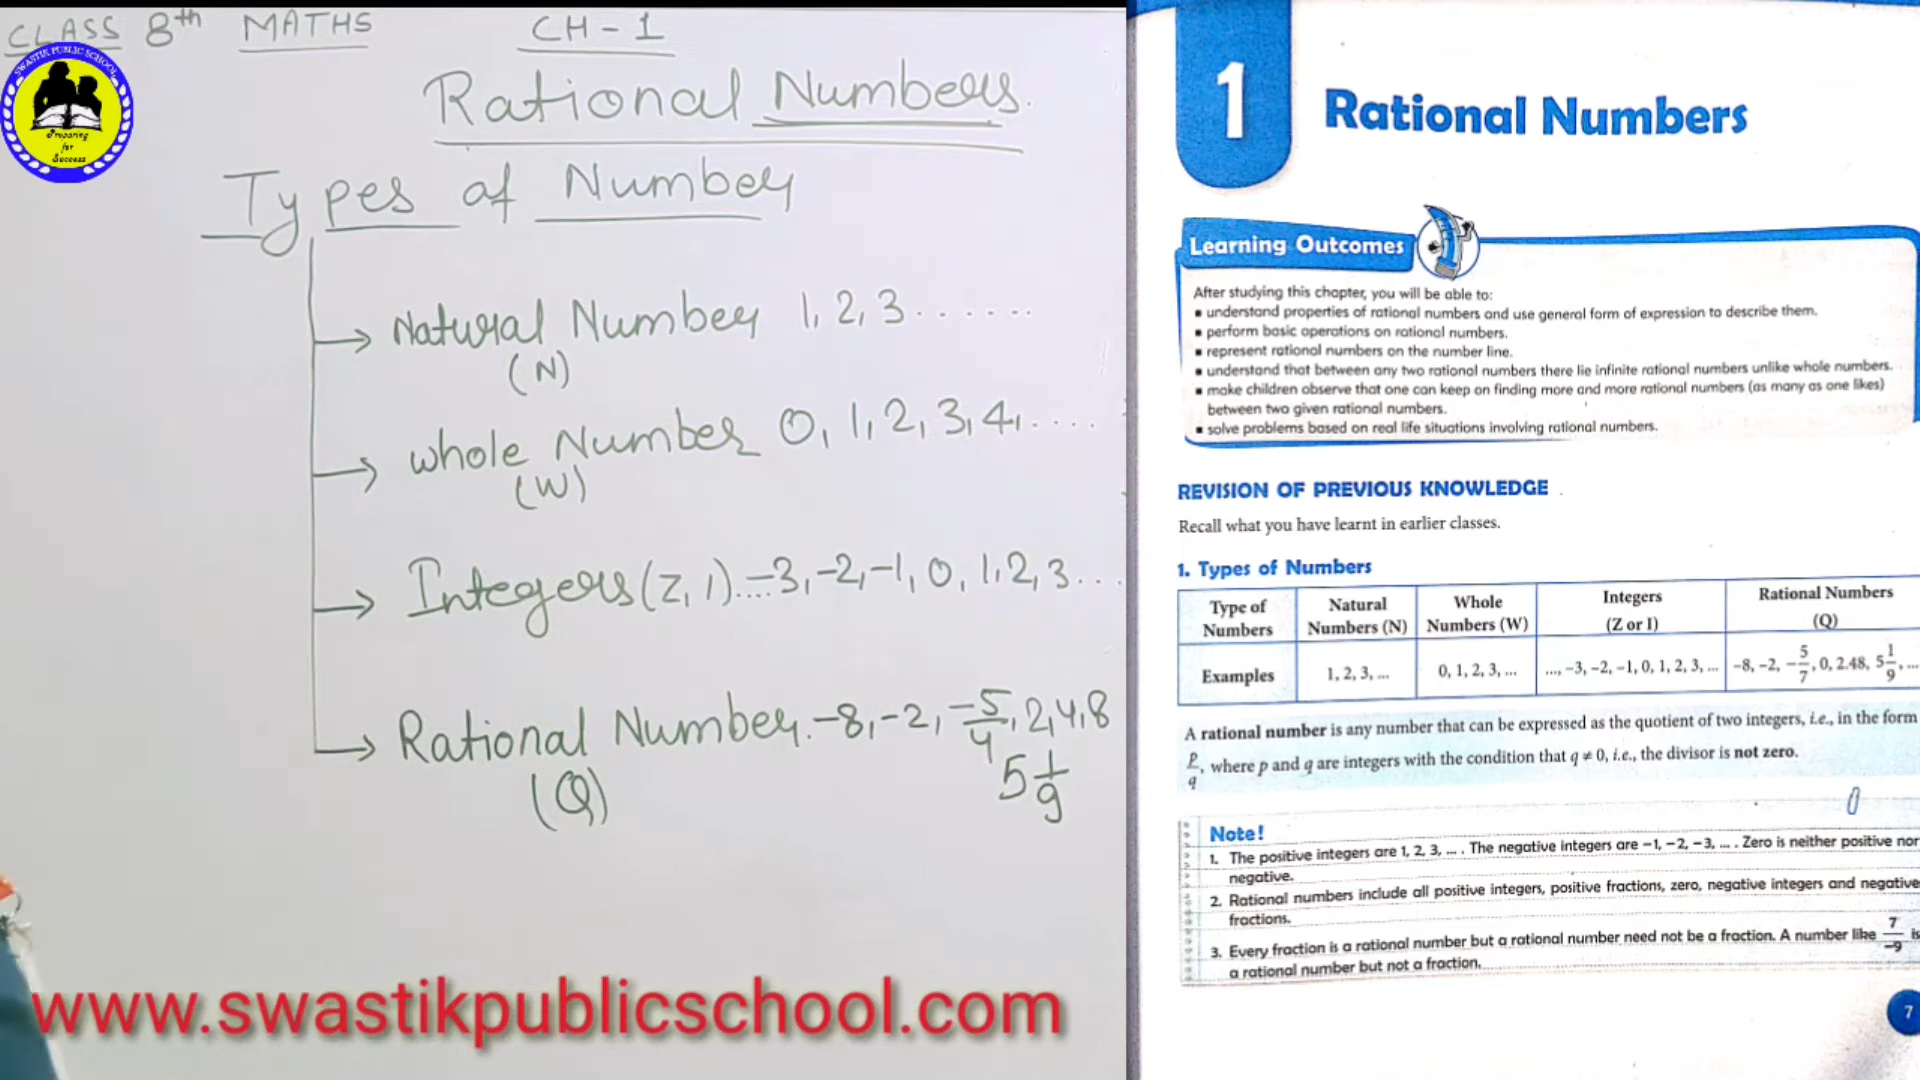 CLASS 8th MATHS CH-1
SWASTIK PUBLIC SCHOOL
Preparing
for
Success
Rational Numbers.
Types of Number
Natural Number 1, 2, 3 ......
(N)
Whole Number 0, 1, 2, 3, 4, ....
(W)
Integers (Z, I) .... -3, -2, -1, 0, 1, 2, 3 ...
Rational Number. -8, -2, -5/4, 2, 4, 8
5 1/9
(Q)
www.swastikpublicschool.com
1 Rational Numbers
Learning Outcomes
After studying this chapter, you will be able to:
▪ understand properties of rational numbers and use general form of expression to describe them.
▪ perform basic operations on rational numbers.
▪ represent rational numbers on the number line.
▪ understand that between any two rational numbers there lie infinite rational numbers unlike whole numbers.
▪ make children observe that one can keep on finding more and more rational numbers (as many as one likes)
between two given rational numbers.
▪ solve problems based on real life situations involving rational numbers.
REVISION OF PREVIOUS KNOWLEDGE
Recall what you have learnt in earlier classes.
1. Types of Numbers
Type of Numbers Natural Numbers (N) Whole Numbers (W) Integers (Z or I) Rational Numbers (Q)
Examples 1, 2, 3, ... 0, 1, 2, 3, ... ..., -3, -2, -1, 0, 1, 2, 3, ... -8, -2, -5/7, 0, 2.48, 5 1/9, ...
A rational number is any number that can be expressed as the quotient of two integers, i.e., in the form
p/q, where p and q are integers with the condition that q ≠ 0, i.e., the divisor is not zero.
Note!
1. The positive integers are 1, 2, 3, ... . The negative integers are -1, -2, -3, ... . Zero is neither positive nor
negative.
2. Rational numbers include all positive integers, positive fractions, zero, negative integers and negative
fractions.
3. Every fraction is a rational number but a rational number need not be a fraction. A number like 7/-9 is
a rational number but not a fraction.
7